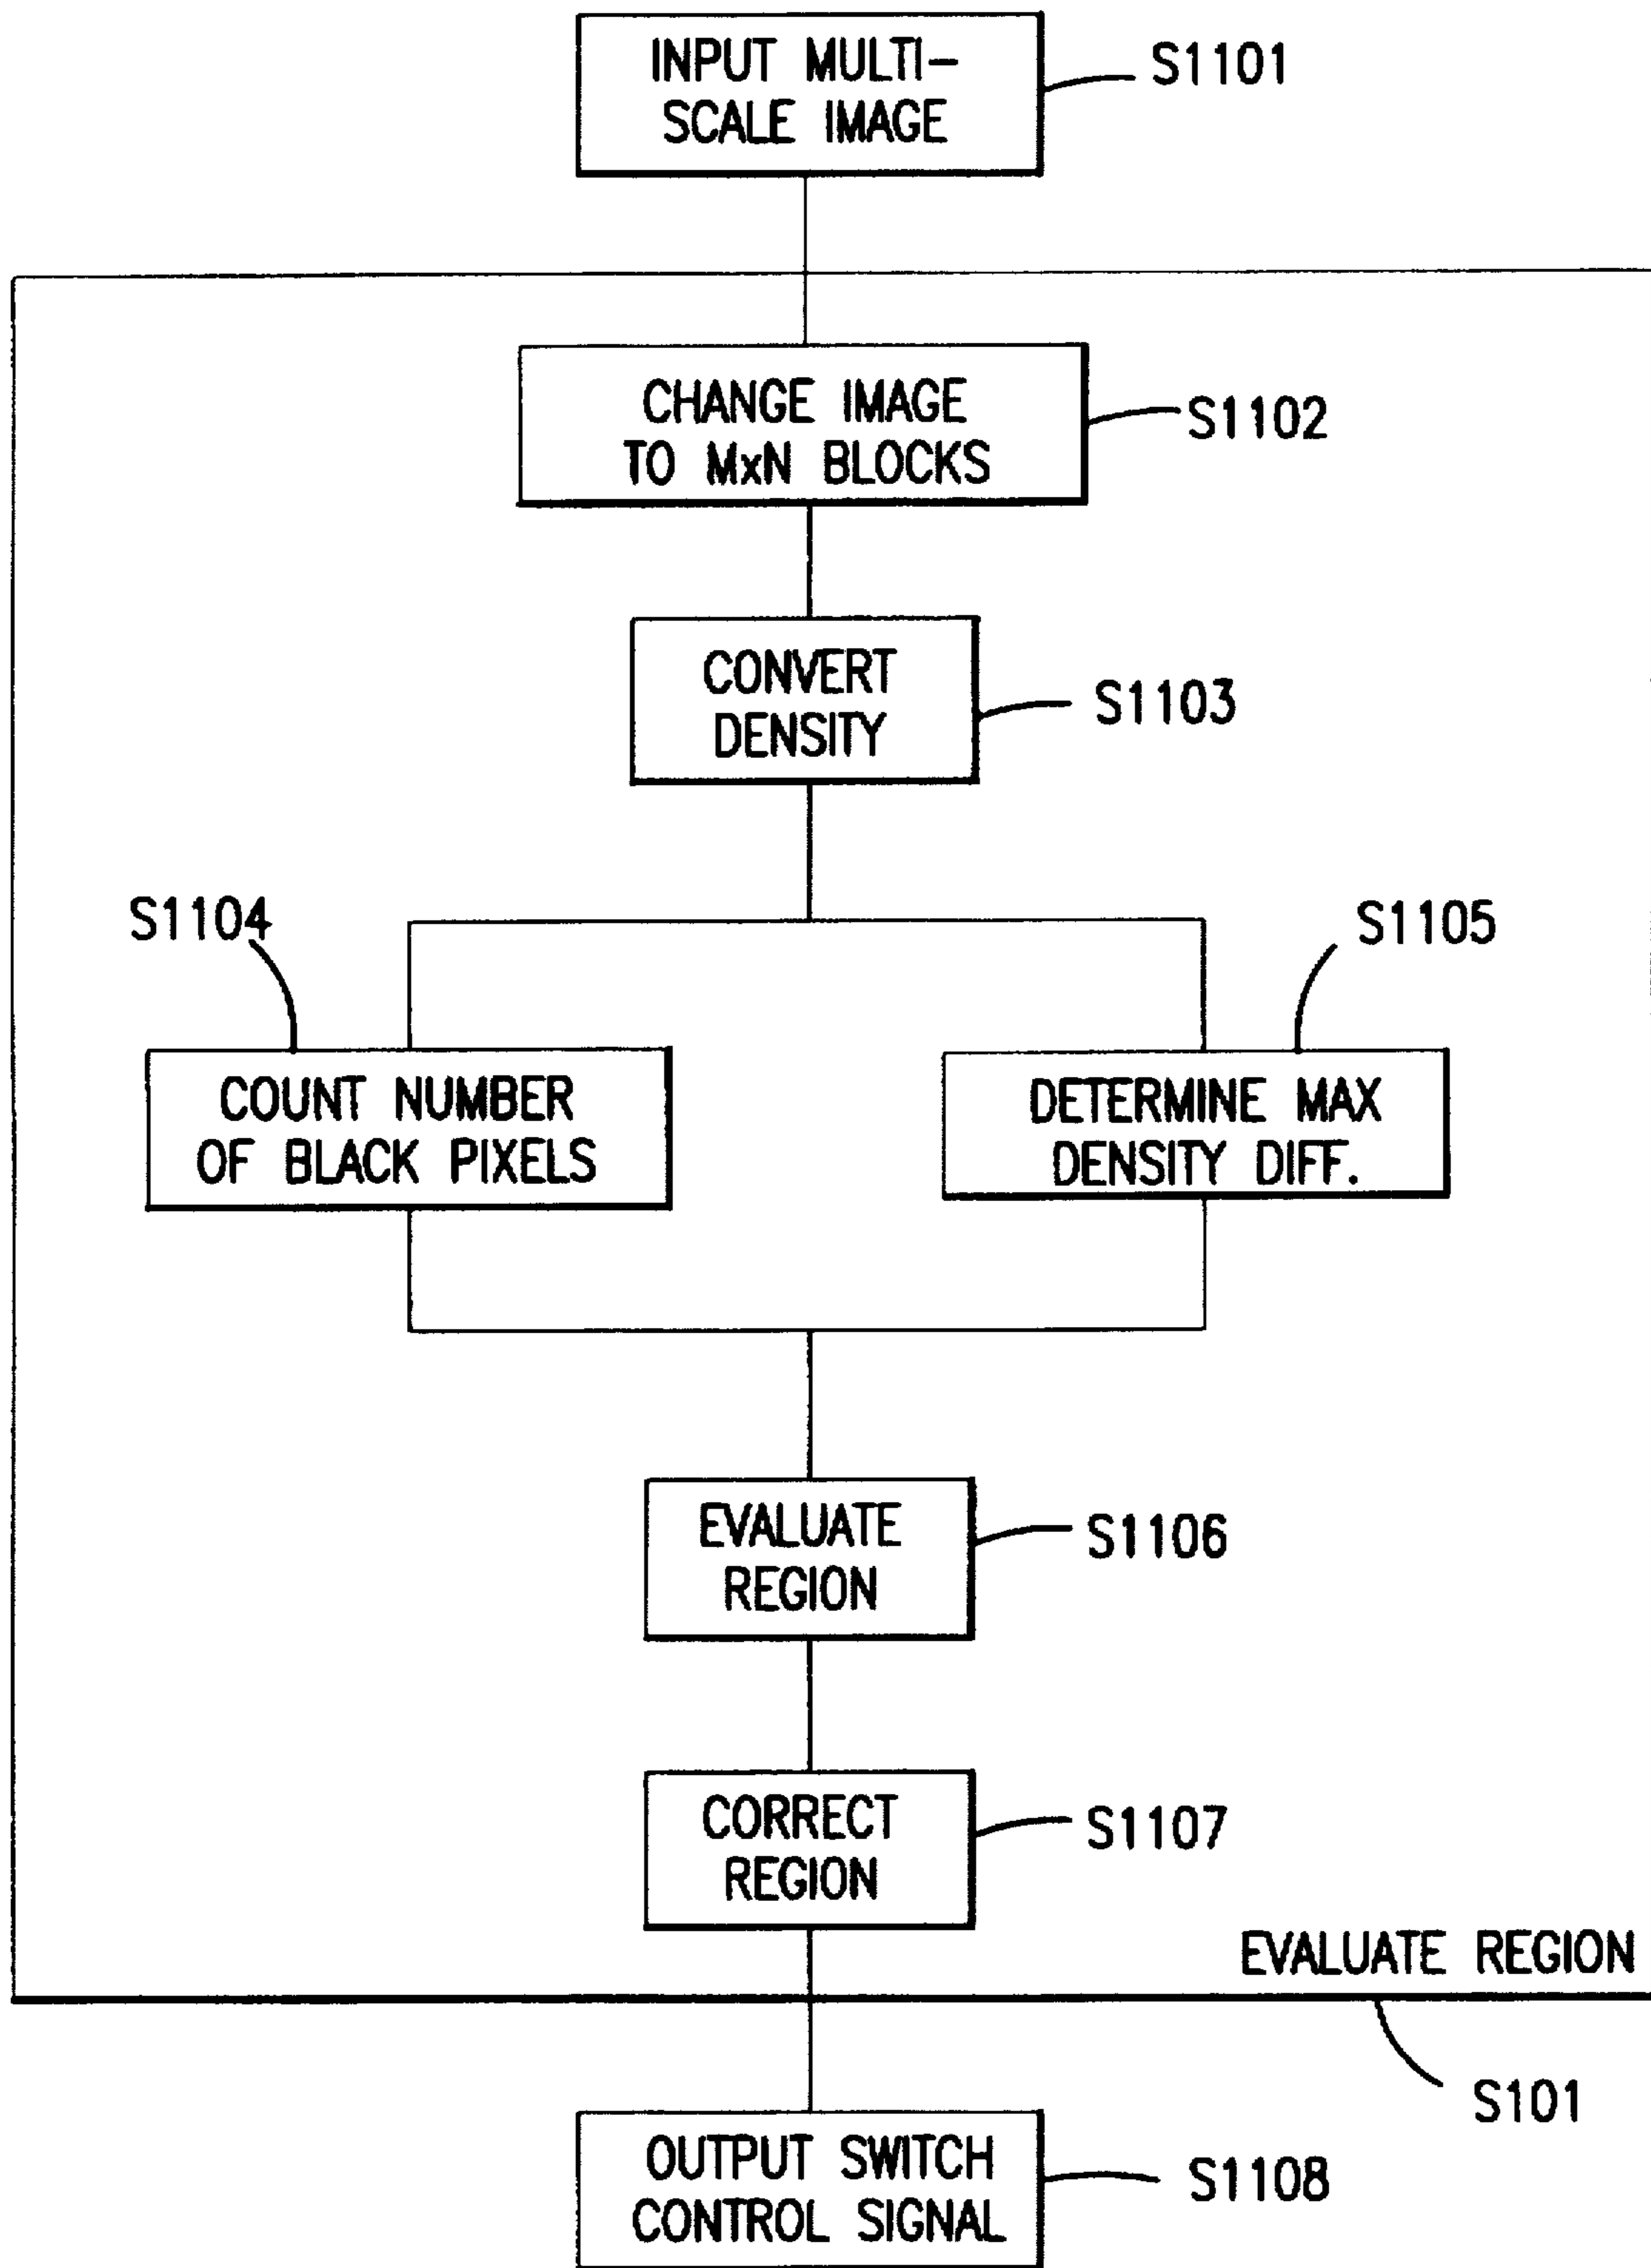 INPUT MULTI-
SCALE IMAGE
S1101
CHANGE IMAGE
TO MxN BLOCKS
S1102
CONVERT
DENSITY
S1103
S1104
S1105
COUNT NUMBER
OF BLACK PIXELS
DETERMINE MAX
DENSITY DIFF.
EVALUATE
REGION
S1106
CORRECT
REGION
S1107
EVALUATE REGION
S101
OUTPUT SWITCH
CONTROL SIGNAL
S1108